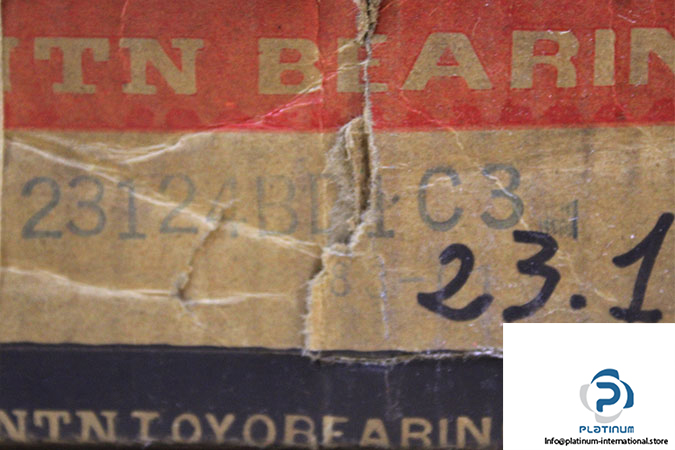 NTN BEARIN
23124BD1C3
23.1
NTN TOYO BEARIN
PLATINUM
Info@platinum-international.store